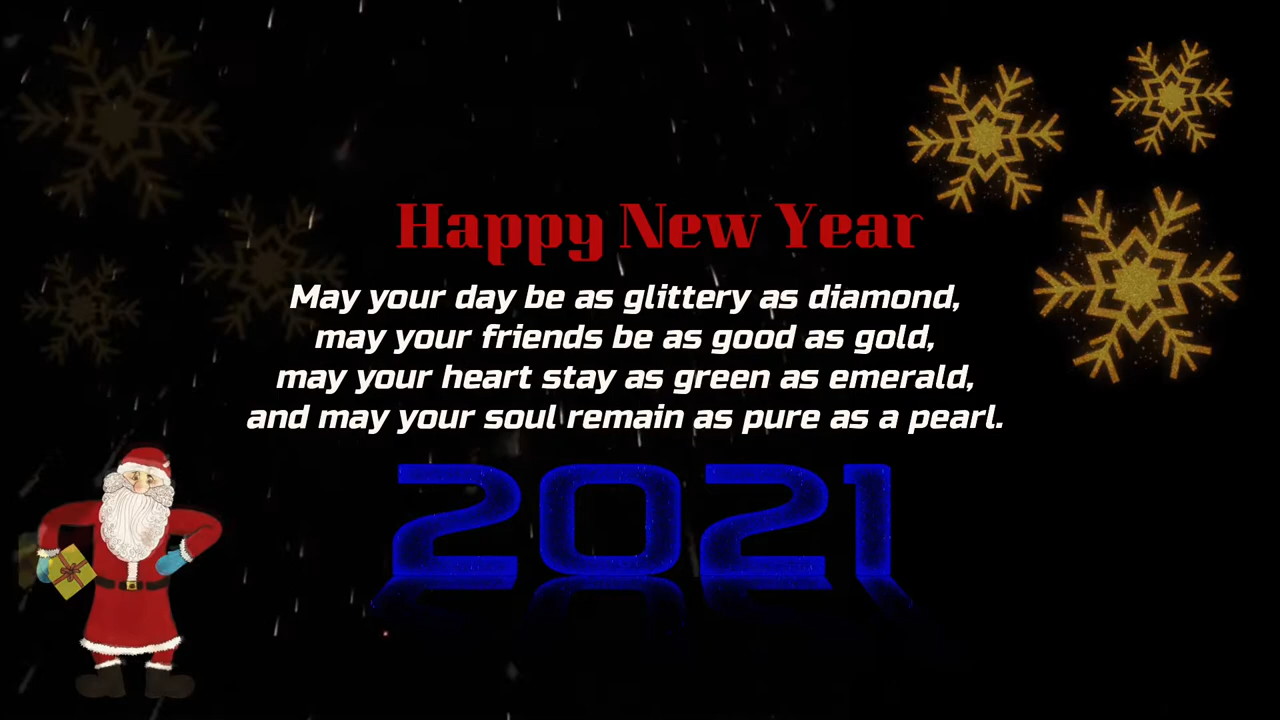 Happy New Year
May your day be as glittery as diamond,
may your friends be as good as gold,
may your heart stay as green as emerald,
and may your soul remain as pure as a pearl.
2021